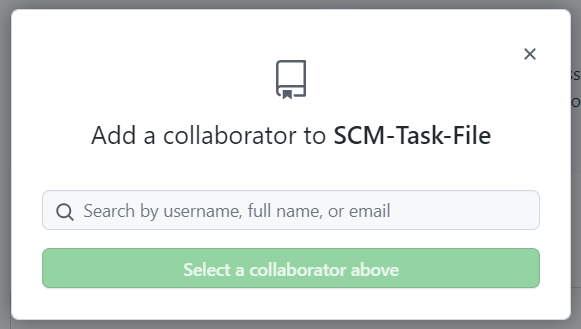 Add a collaborator to SCM-Task-File
Search by username, full name, or email
Select a collaborator above